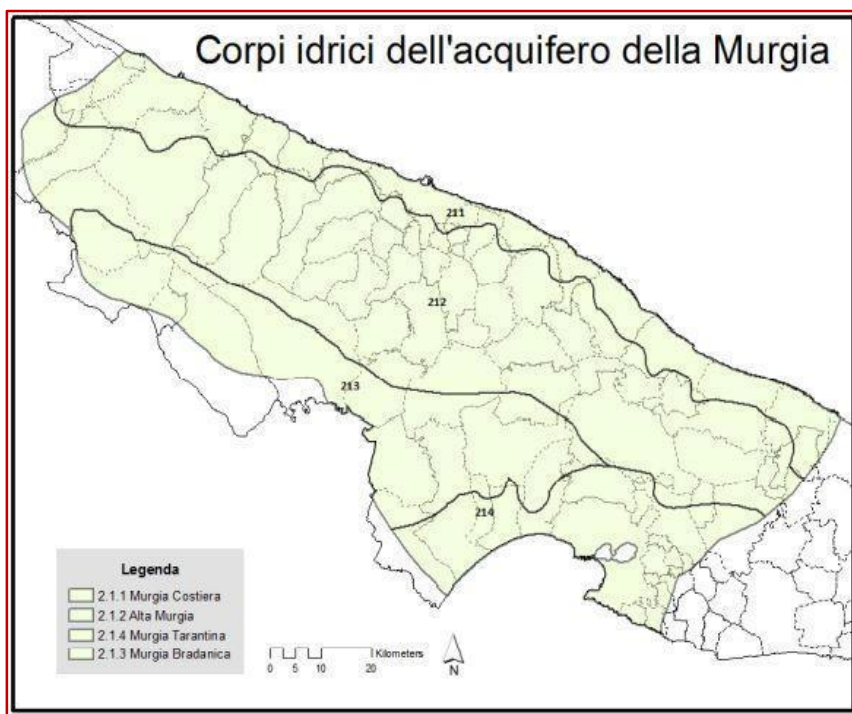 Corpi idrici dell'acquifero della Murgia
211
212
213
214
Legenda
2.1.1 Murgia Costiera
2.1.2 Alta Murgia
2.1.4 Murgia Tarantina
2.1.3 Murgia Bradanica
0 5 10 20 Kilometers
N